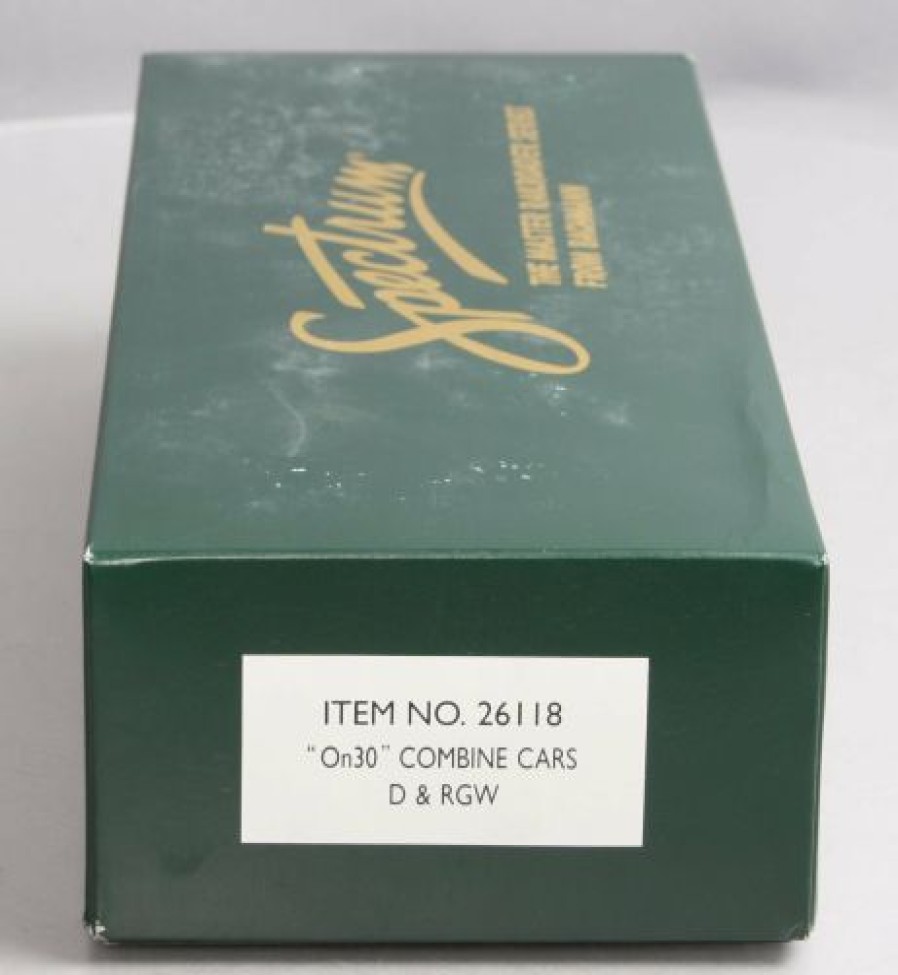 Spectrum
THE MASTER RAILROADER SERIES
FROM BACHMANN
ITEM NO. 26118
“On30” COMBINE CARS
D & RGW